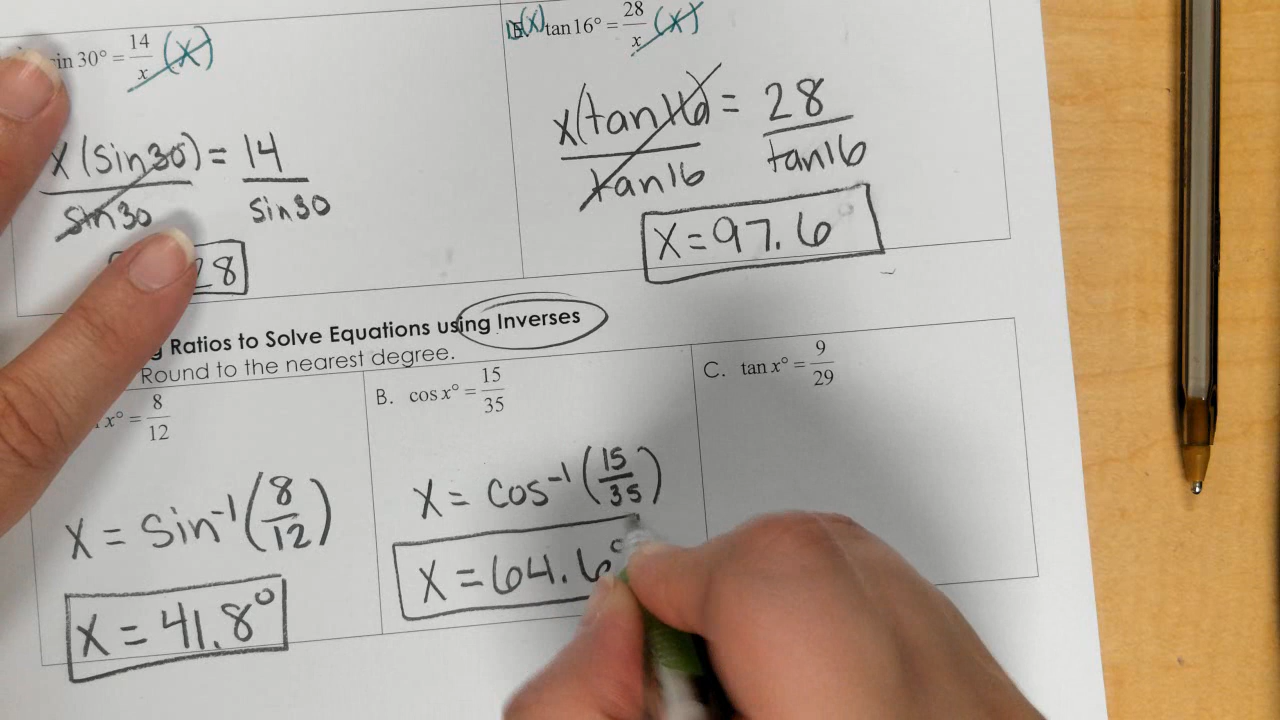 in 30° = 14/x (x)
x (sin30) = 14
sin30 sin30
28
(x) tan 16° = 28/x (x)
x(tan16) = 28
tan16 tan16
x = 97.6
Ratios to Solve Equations using Inverses
Round to the nearest degree.
x° = 8/12
x = sin⁻¹(8/12)
x = 41.8°
B. cos x° = 15/35
x = cos⁻¹(15/35)
x = 64.6°
C. tan x° = 9/29